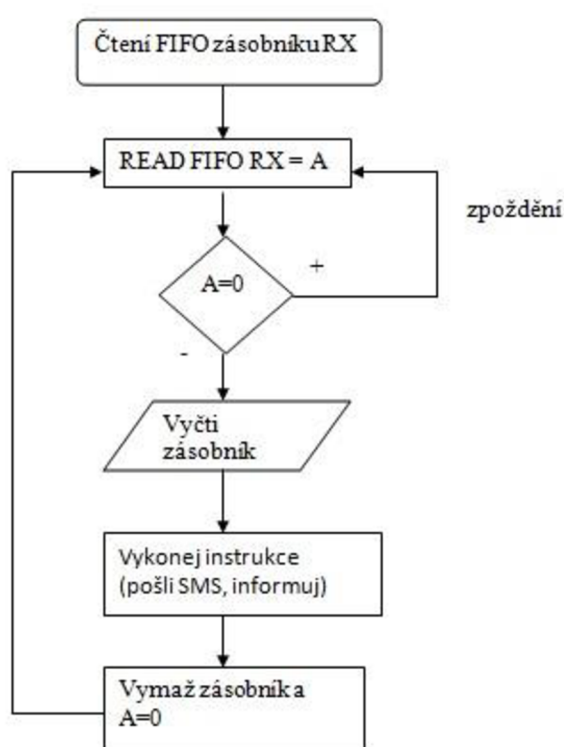 Čtení FIFO zásobníku RX
READ FIFO RX = A
zpoždění
A=0
+
-
Vyčti
zásobník
Vykonej instrukce
(pošli SMS, informuj)
Vymaž zásobník a
A=0